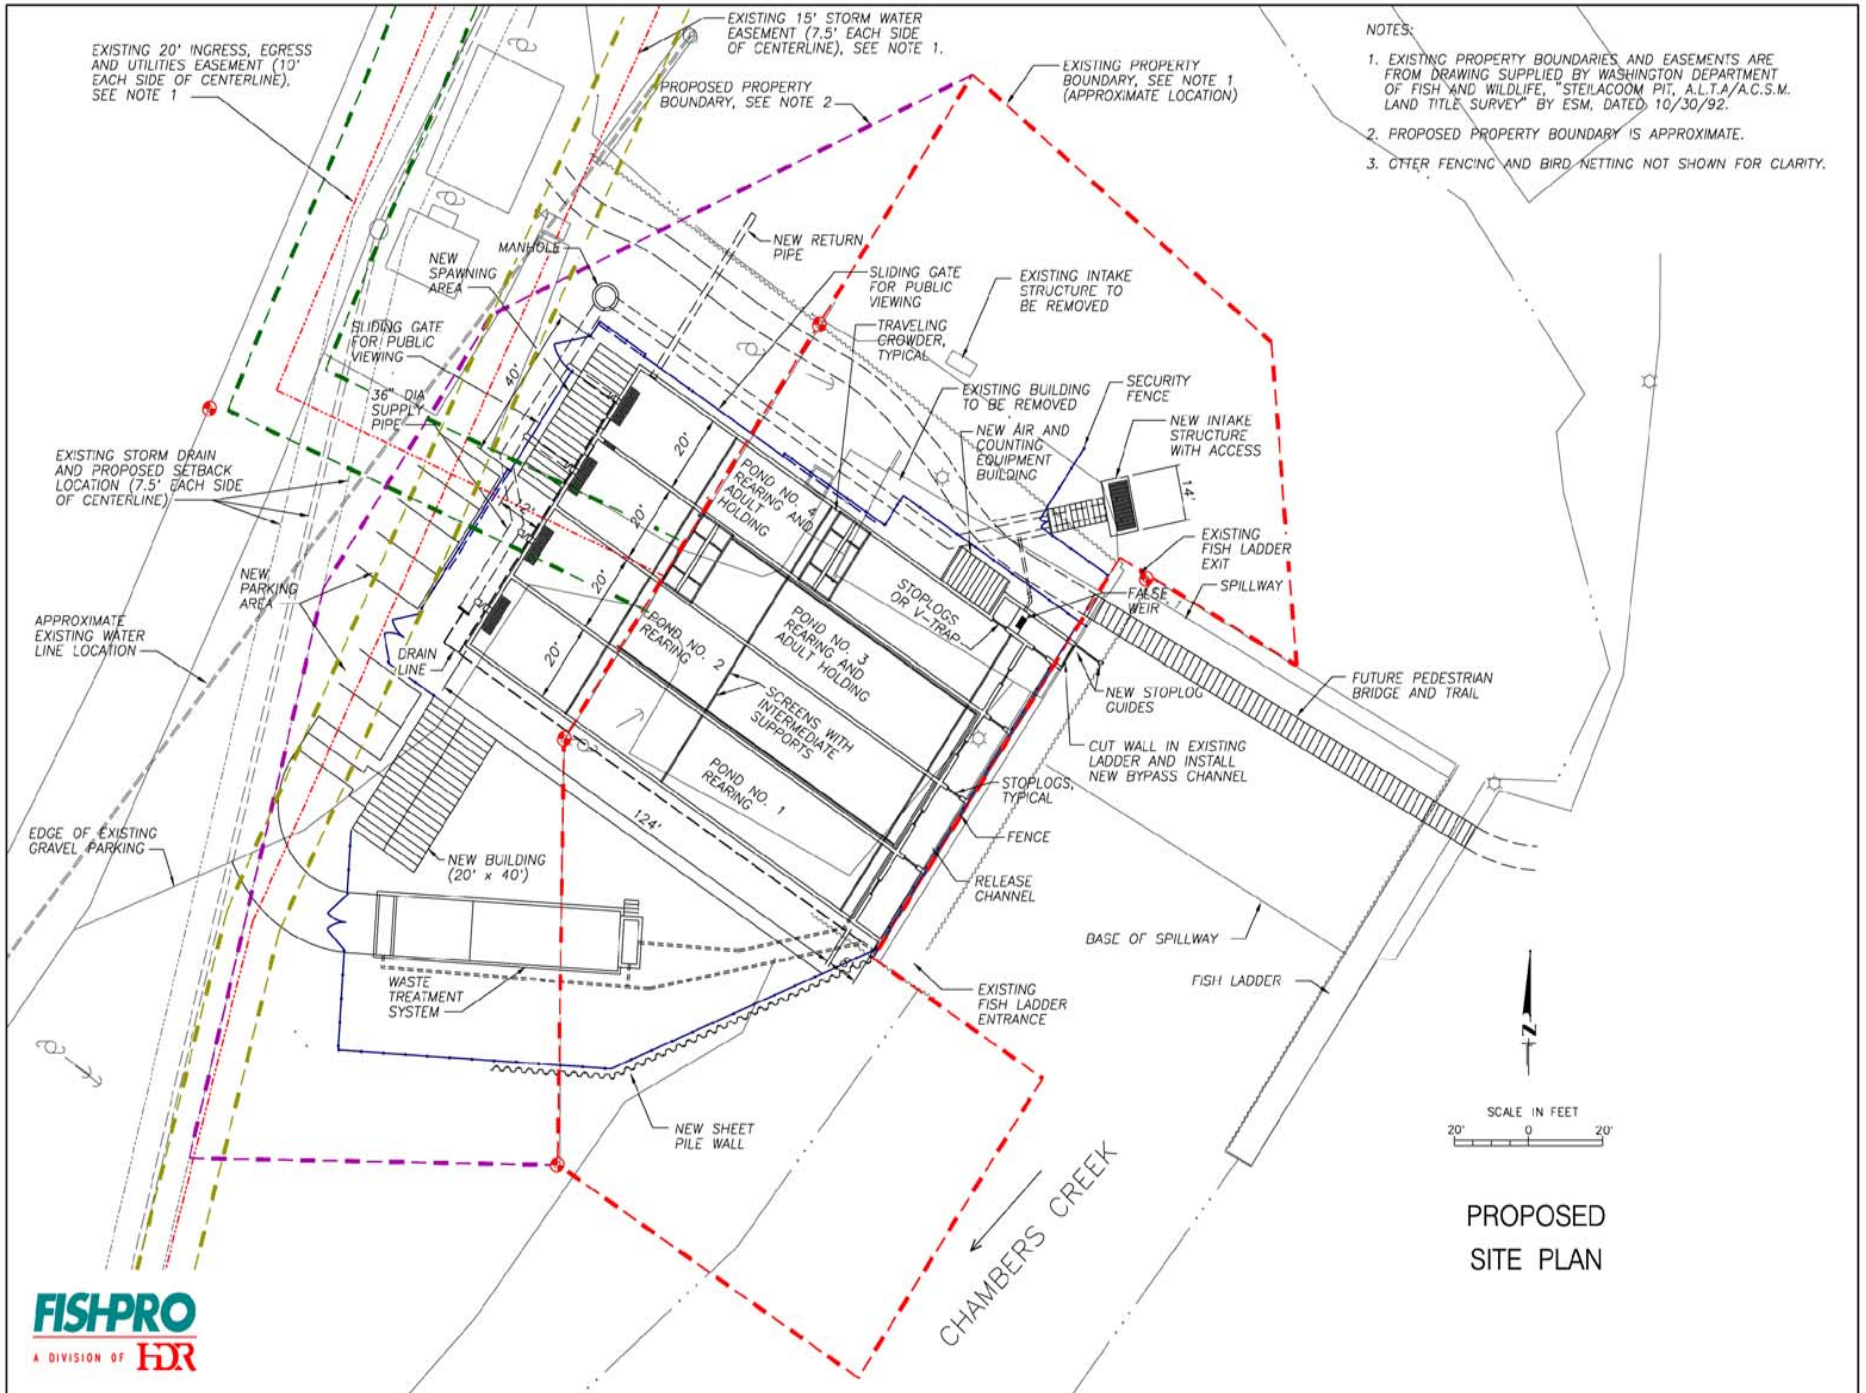 EXISTING 20' INGRESS, EGRESS
AND UTILITIES EASEMENT (10'
EACH SIDE OF CENTERLINE),
SEE NOTE 1
EXISTING 15' STORM WATER
EASEMENT (7.5' EACH SIDE
OF CENTERLINE), SEE NOTE 1.
PROPOSED PROPERTY
BOUNDARY, SEE NOTE 2
EXISTING PROPERTY
BOUNDARY, SEE NOTE 1
(APPROXIMATE LOCATION)
NOTES:
1. EXISTING PROPERTY BOUNDARIES AND EASEMENTS ARE
FROM DRAWING SUPPLIED BY WASHINGTON DEPARTMENT
OF FISH AND WILDLIFE, "STEILACOOM PIT, A.L.T.A/A.C.S.M.
LAND TITLE SURVEY" BY ESM, DATED 10/30/92.
2. PROPOSED PROPERTY BOUNDARY IS APPROXIMATE.
3. OTTER FENCING AND BIRD NETTING NOT SHOWN FOR CLARITY.
MANHOLE
NEW
SPAWNING
AREA
NEW RETURN
PIPE
SLIDING GATE
FOR PUBLIC
VIEWING
EXISTING INTAKE
STRUCTURE TO
BE REMOVED
SLIDING GATE
FOR PUBLIC
VIEWING
TRAVELING
CROWDER,
TYPICAL
40'
36" DIA
SUPPLY
PIPE
EXISTING BUILDING
TO BE REMOVED
SECURITY
FENCE
NEW AIR AND
COUNTING
EQUIPMENT
BUILDING
NEW INTAKE
STRUCTURE
WITH ACCESS
14'
EXISTING STORM DRAIN
AND PROPOSED SETBACK
LOCATION (7.5' EACH SIDE
OF CENTERLINE)
12'
20'
20'
20'
20'
POND NO. 4
REARING AND
ADULT
HOLDING
EXISTING
FISH LADDER
EXIT
SPILLWAY
FALSE
WEIR
STOPLOGS
OR V-TRAP
NEW
PARKING
AREA
APPROXIMATE
EXISTING WATER
LINE LOCATION
DRAIN
LINE
POND NO. 2
REARING
POND NO. 3
REARING AND
ADULT HOLDING
NEW STOPLOG
GUIDES
FUTURE PEDESTRIAN
BRIDGE AND TRAIL
SCREENS WITH
INTERMEDIATE
SUPPORTS
CUT WALL IN EXISTING
LADDER AND INSTALL
NEW BYPASS CHANNEL
POND NO. 1
REARING
STOPLOGS,
TYPICAL
124'
FENCE
EDGE OF EXISTING
GRAVEL PARKING
NEW BUILDING
(20' x 40')
RELEASE
CHANNEL
BASE OF SPILLWAY
FISH LADDER
WASTE
TREATMENT
SYSTEM
EXISTING
FISH LADDER
ENTRANCE
NEW SHEET
PILE WALL
CHAMBERS CREEK
N
SCALE IN FEET
20' 0 20'
PROPOSED
SITE PLAN
FISHPRO
A DIVISION OF HDR